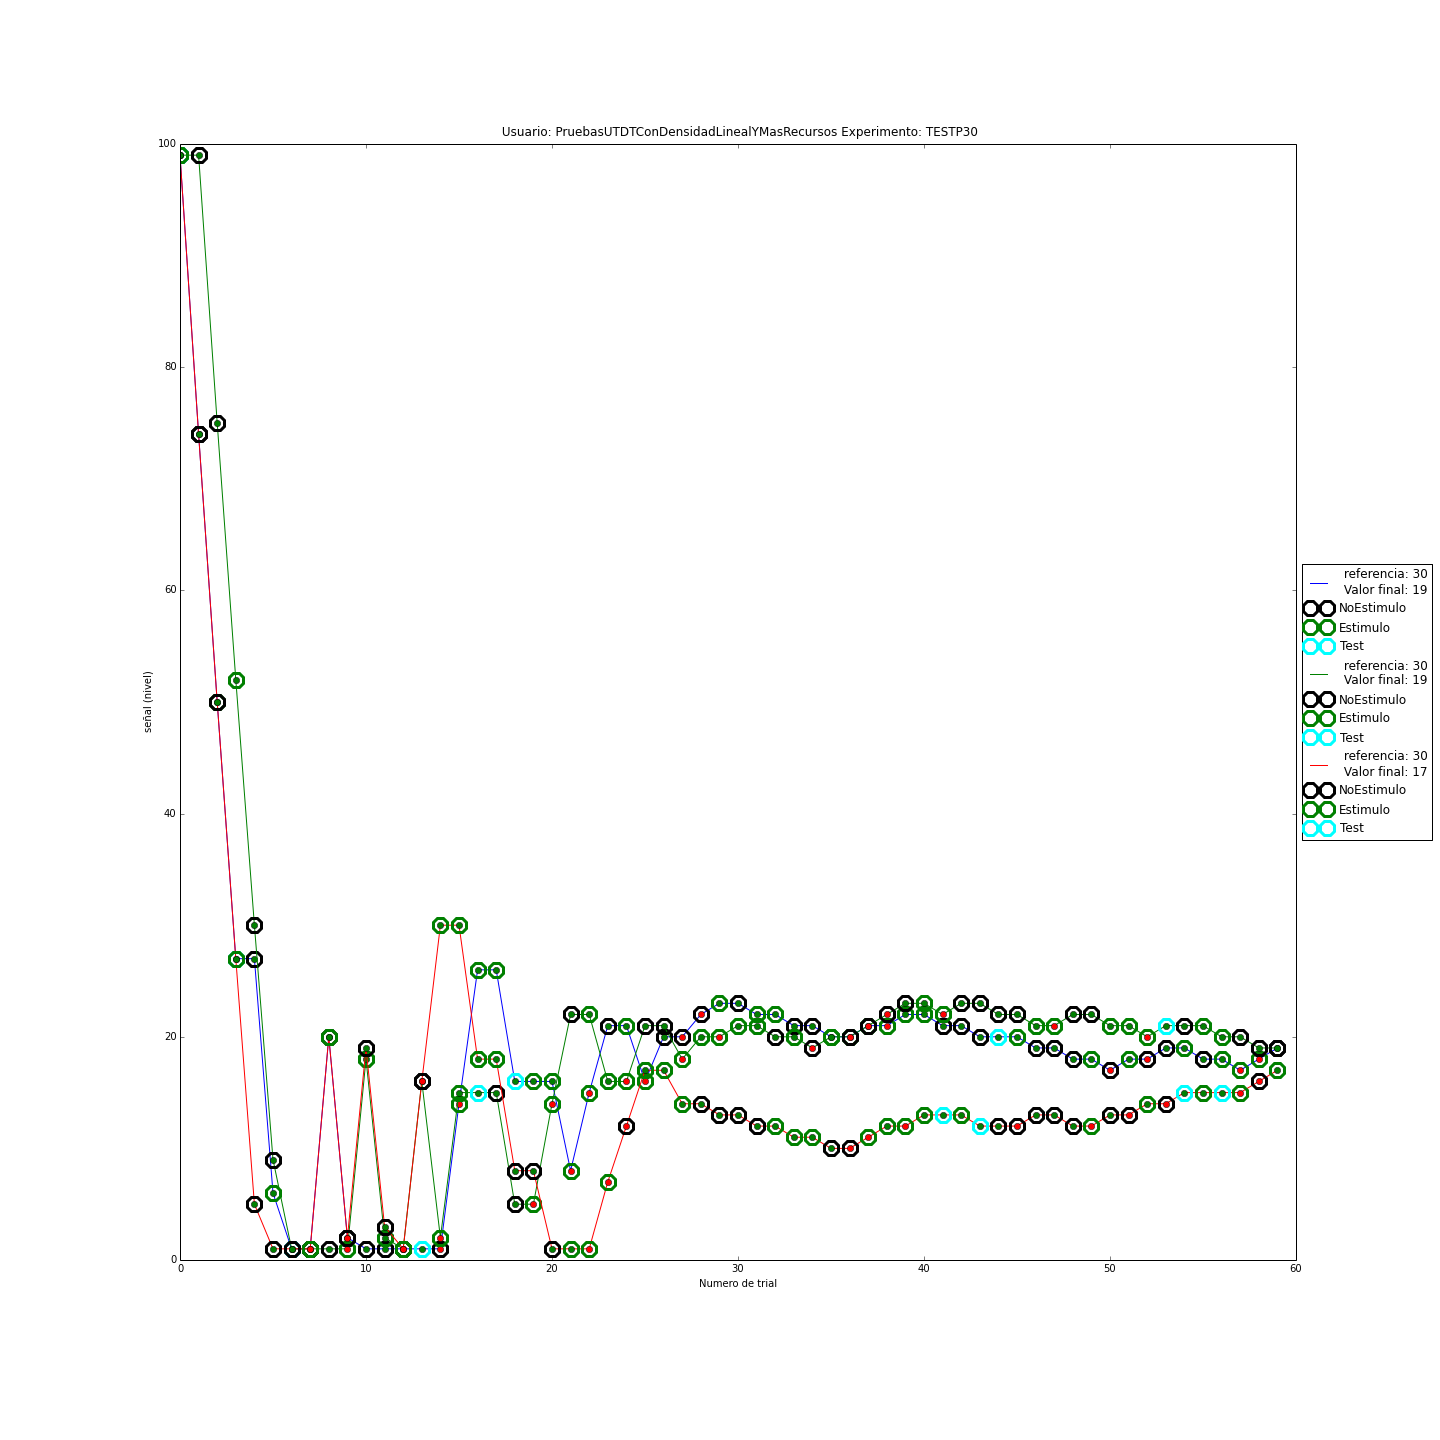 Usuario: PruebasUTDTConDensidadLinealYMasRecursos Experimento: TESTP30
100
80
60
40
20
0
señal (nivel)
0 10 20 30 40 50 60
Numero de trial
referencia: 30
Valor final: 19
NoEstimulo
Estimulo
Test
referencia: 30
Valor final: 19
NoEstimulo
Estimulo
Test
referencia: 30
Valor final: 17
NoEstimulo
Estimulo
Test